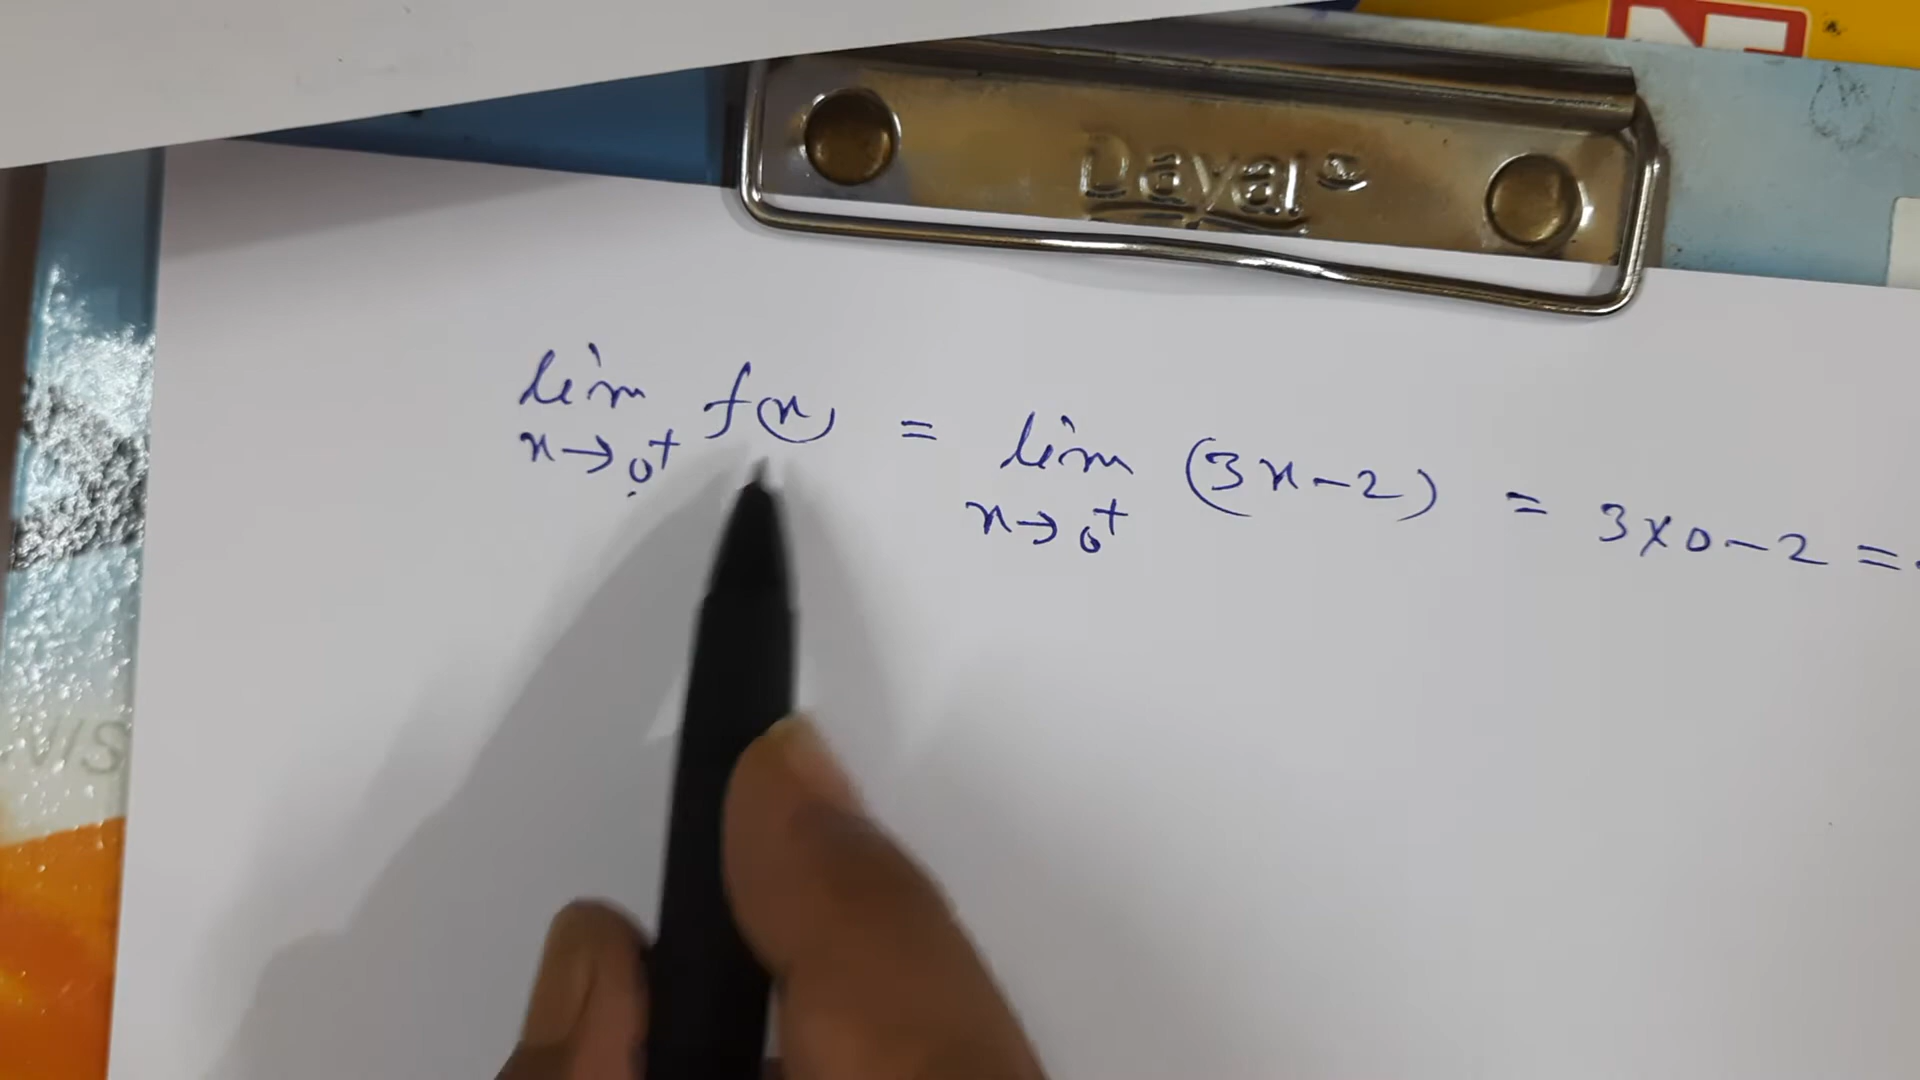 Dayal
lim f(x) = lim (3x-2) = 3×0-2 =
x→0⁺ x→0⁺